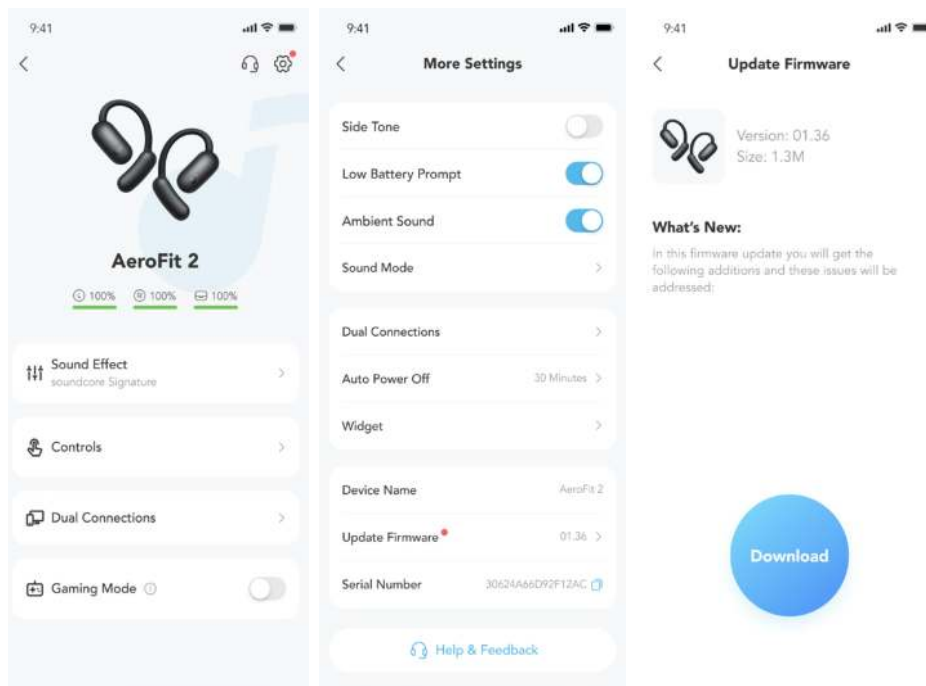 9:41
AeroFit 2
L 100%
R 100%
100%
Sound Effect
soundcore Signature
Controls
Dual Connections
Gaming Mode
9:41
More Settings
Side Tone
Low Battery Prompt
Ambient Sound
Sound Mode
Dual Connections
Auto Power Off 30 Minutes
Widget
Device Name AeroFit 2
Update Firmware 01.36
Serial Number 30624A66D92F12AC
Help & Feedback
9:41
Update Firmware
Version: 01.36
Size: 1.3M
What's New:
In this firmware update you will get the
following additions and these issues will be
addressed:
Download